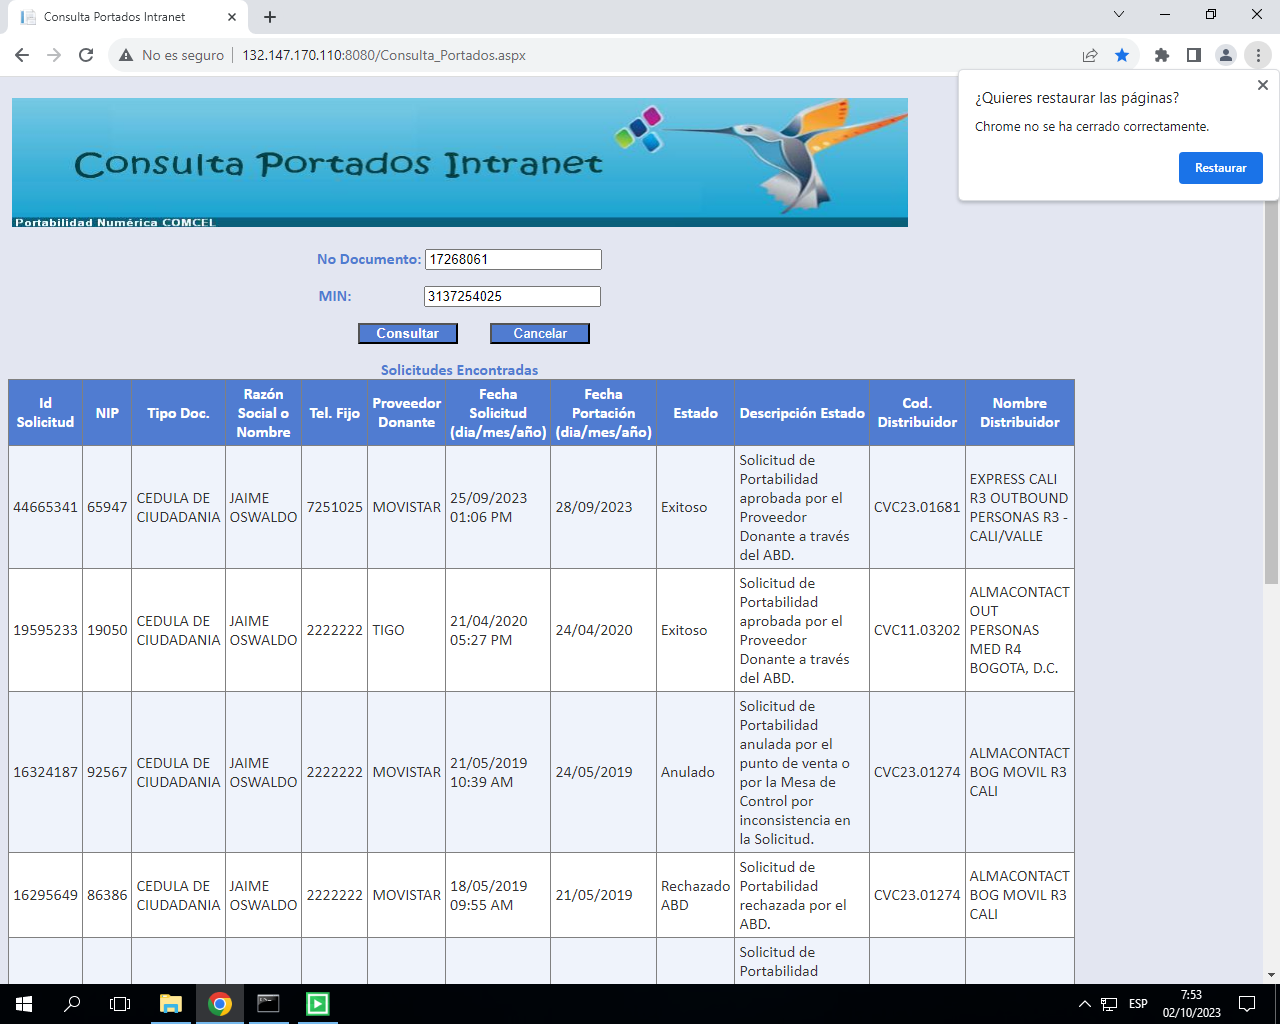 Consulta Portados Intranet
No es seguro
132.147.170.110:8080/Consulta_Portados.aspx
¿Quieres restaurar las páginas?
Chrome no se ha cerrado correctamente.
Restaurar
Consulta Portados Intranet
Portabilidad Numérica COMCEL
No Documento: 17268061
MIN: 3137254025
Consultar Cancelar
Solicitudes Encontradas
Id Solicitud NIP Tipo Doc. Razón Social o Nombre Tel. Fijo Proveedor Donante Fecha Solicitud (dia/mes/año) Fecha Portación (dia/mes/año) Estado Descripción Estado Cod. Distribuidor Nombre Distribuidor
44665341 65947 CEDULA DE CIUDADANIA JAIME OSWALDO 7251025 MOVISTAR 25/09/2023 01:06 PM 28/09/2023 Exitoso Solicitud de Portabilidad aprobada por el Proveedor Donante a través del ABD. CVC23.01681 EXPRESS CALI R3 OUTBOUND PERSONAS R3 - CALI/VALLE
19595233 19050 CEDULA DE CIUDADANIA JAIME OSWALDO 2222222 TIGO 21/04/2020 05:27 PM 24/04/2020 Exitoso Solicitud de Portabilidad aprobada por el Proveedor Donante a través del ABD. CVC11.03202 ALMACONTACT OUT PERSONAS MED R4 BOGOTA, D.C.
16324187 92567 CEDULA DE CIUDADANIA JAIME OSWALDO 2222222 MOVISTAR 21/05/2019 10:39 AM 24/05/2019 Anulado Solicitud de Portabilidad anulada por el punto de venta o por la Mesa de Control por inconsistencia en la Solicitud. CVC23.01274 ALMACONTACT BOG MOVIL R3 CALI
16295649 86386 CEDULA DE CIUDADANIA JAIME OSWALDO 2222222 MOVISTAR 18/05/2019 09:55 AM 21/05/2019 Rechazado ABD Solicitud de Portabilidad rechazada por el ABD. CVC23.01274 ALMACONTACT BOG MOVIL R3 CALI
Solicitud de Portabilidad
ESP
7:53
02/10/2023